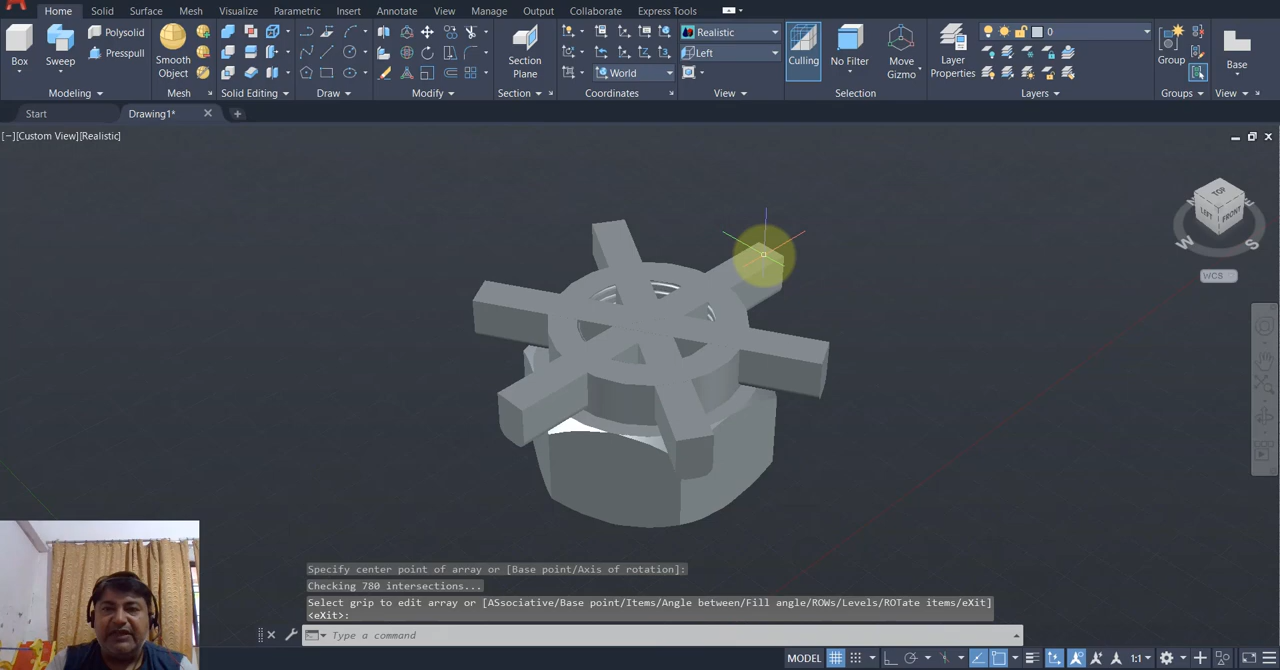 Home Solid Surface Mesh Visualize Parametric Insert Annotate View Manage Output Collaborate Express Tools
Box Sweep Polysolid Presspull Smooth Object Section Plane World Realistic Left Culling No Filter Move Gizmo Layer Properties 0 Group Base
Modeling Mesh Solid Editing Draw Modify Section Coordinates View Selection Layers Groups View
Start Drawing1*
[−][Custom View][Realistic]
TOP
LEFT FRONT
W S
WCS
Specify center point of array or [Base point/Axis of rotation]:
Checking 780 intersections...
Select grip to edit array or [ASsociative/Base point/Items/Angle between/Fill angle/ROWs/Levels/ROTate items/eXit]
<eXit>:
Type a command
MODEL 1:1